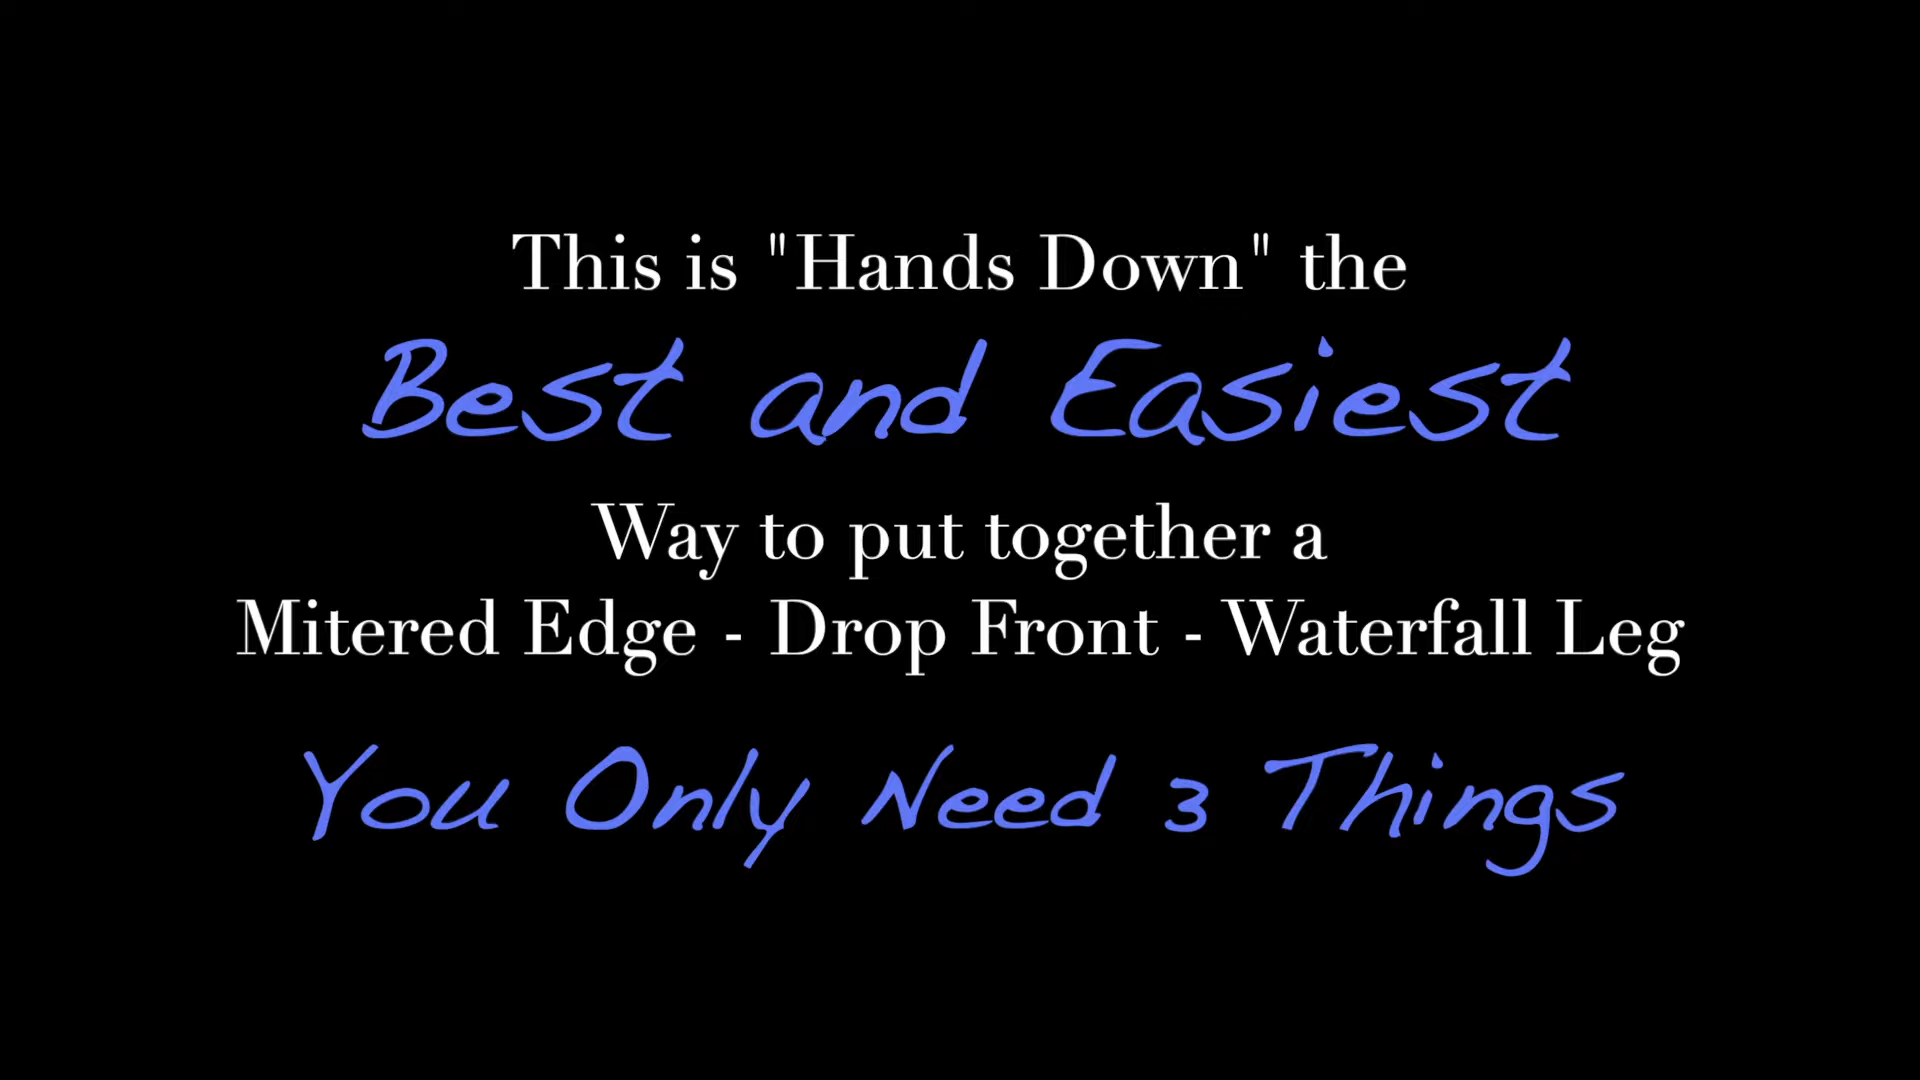 This is "Hands Down" the
Best and Easiest
Way to put together a
Mitered Edge - Drop Front - Waterfall Leg
You Only Need 3 Things